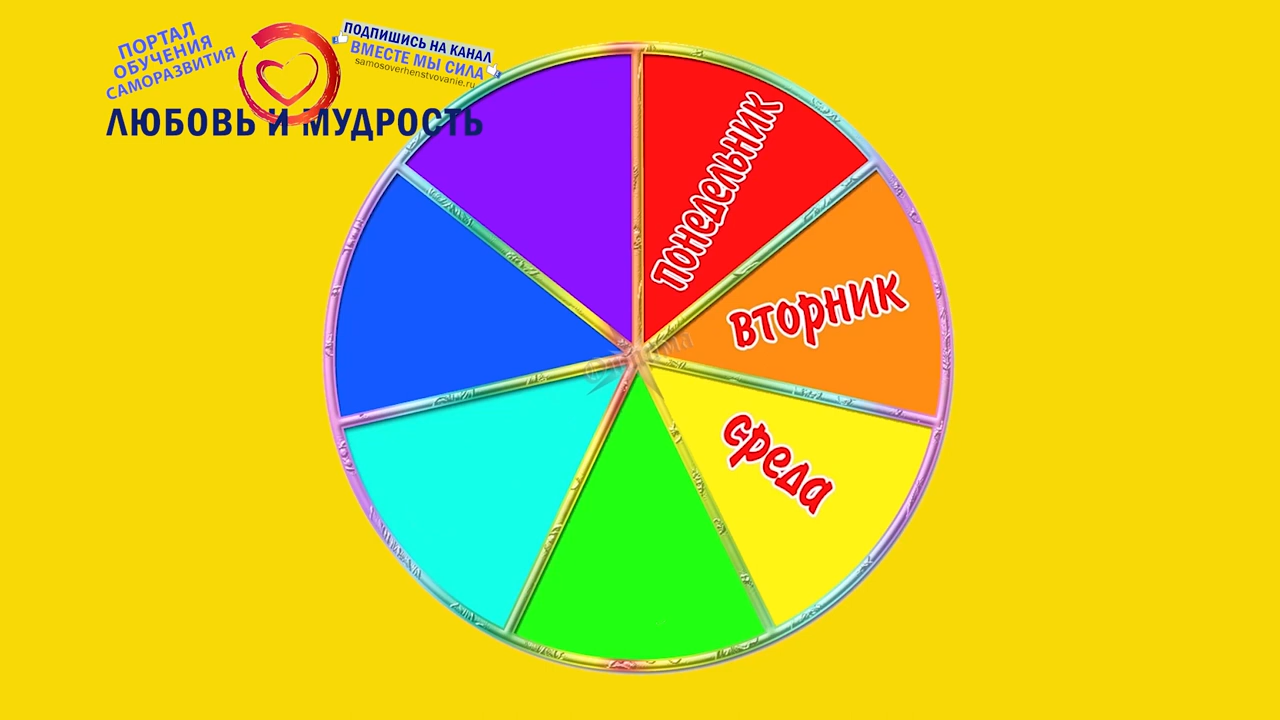 ПОРТАЛ
ОБУЧЕНИЯ
САМОРАЗВИТИЯ
ПОДПИШИСЬ НА КАНАЛ
ВМЕСТЕ МЫ СИЛА
samosoverhenstvovanie.ru
ЛЮБОВЬ И МУДРОСТЬ
понедельник
вторник
среда